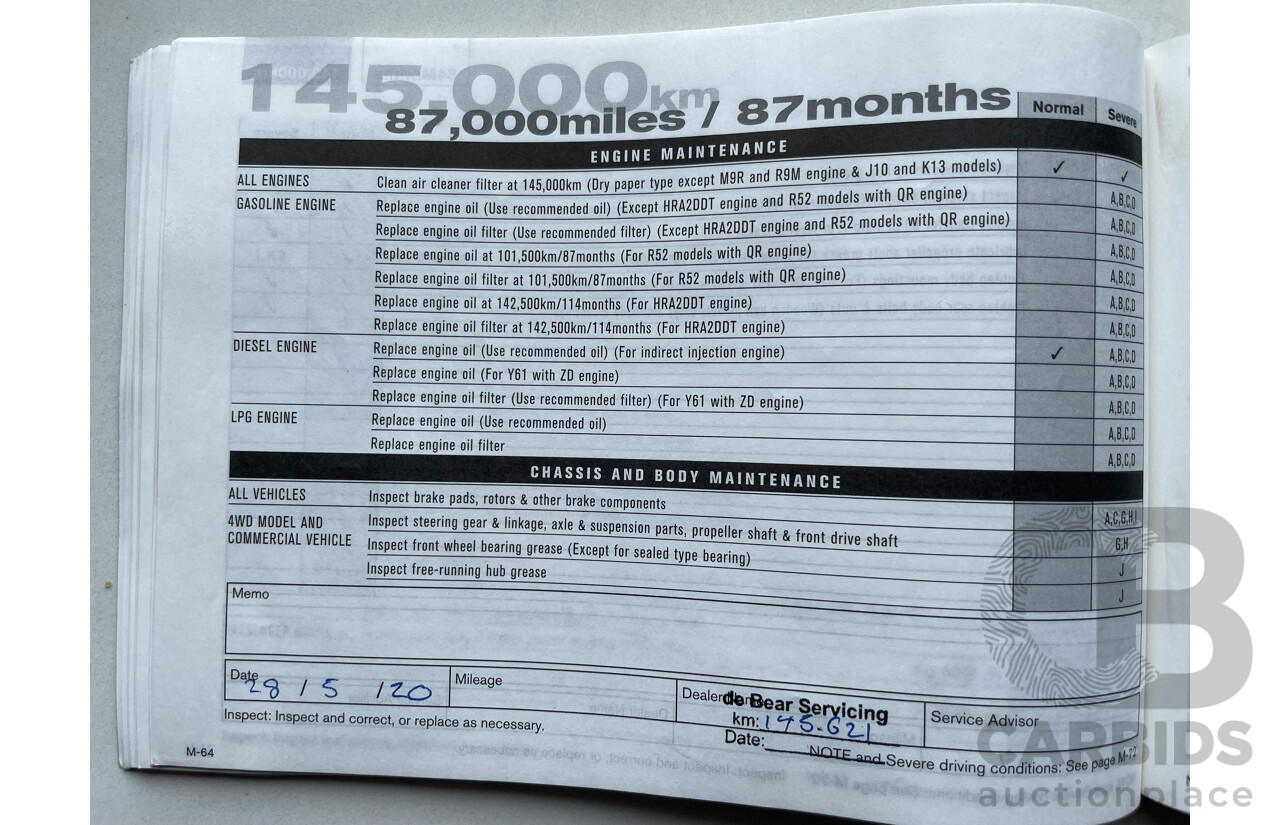 145,000km
87,000miles / 87months
Normal Severe
ENGINE MAINTENANCE
ALL ENGINES Clean air cleaner filter at 145,000km (Dry paper type except M9R and R9M engine & J10 and K13 models) ✓ ✓
GASOLINE ENGINE Replace engine oil (Use recommended oil) (Except HRA2DDT engine and R52 models with QR engine) A,B,C,D
Replace engine oil filter (Use recommended filter) (Except HRA2DDT engine and R52 models with QR engine) A,B,C,D
Replace engine oil at 101,500km/87months (For R52 models with QR engine) A,B,C,D
Replace engine oil filter at 101,500km/87months (For R52 models with QR engine) A,B,C,D
Replace engine oil at 142,500km/114months (For HRA2DDT engine) A,B,C,D
Replace engine oil filter at 142,500km/114months (For HRA2DDT engine) A,B,C,D
DIESEL ENGINE Replace engine oil (Use recommended oil) (For indirect injection engine) ✓ A,B,C,D
Replace engine oil (For Y61 with ZD engine) A,B,C,D
Replace engine oil filter (Use recommended filter) (For Y61 with ZD engine) A,B,C,D
LPG ENGINE Replace engine oil (Use recommended oil) A,B,C,D
Replace engine oil filter A,B,C,D
CHASSIS AND BODY MAINTENANCE
ALL VEHICLES Inspect brake pads, rotors & other brake components A,C,G,H,I
4WD MODEL AND Inspect steering gear & linkage, axle & suspension parts, propeller shaft & front drive shaft G,H
COMMERCIAL VEHICLE Inspect front wheel bearing grease (Except for sealed type bearing) J
Inspect free-running hub grease J
Memo
Date 28 / 5 / 20 Mileage Dealer Service Advisor
de Bear Servicing
km: 145.621
Date:
Inspect: Inspect and correct, or replace as necessary.
NOTE and Severe driving conditions: See page M-72
M-64
CB
CARBIDS
auctionplace